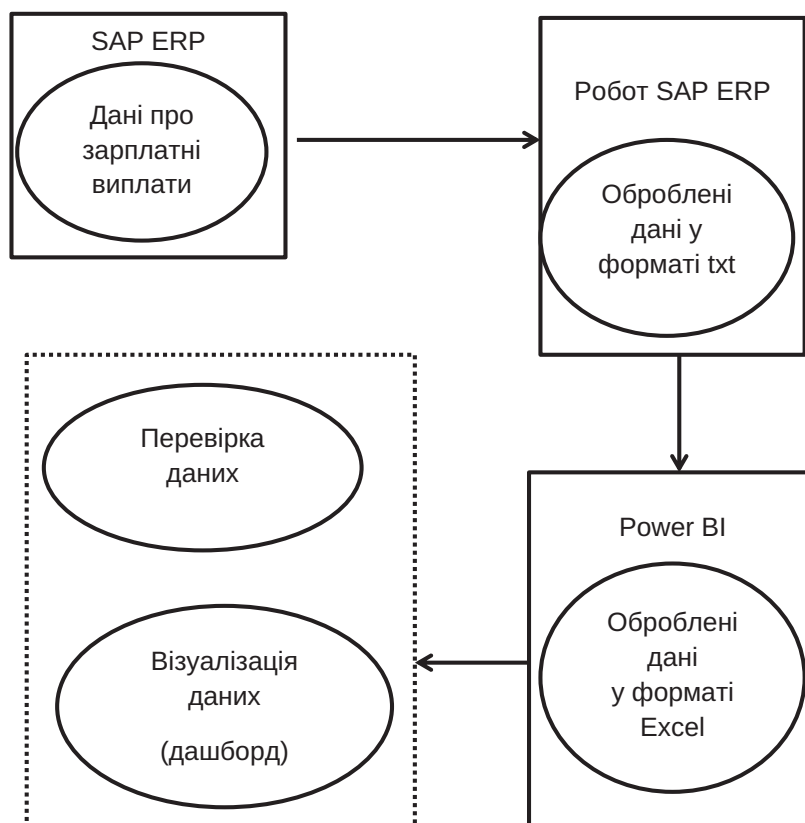 SAP ERP
Дані про
зарплатні
виплати
Робот SAP ERP
Оброблені
дані у
форматі txt
Перевірка
даних
Візуалізація
даних
(дашборд)
Power BI
Оброблені
дані
у форматі
Excel